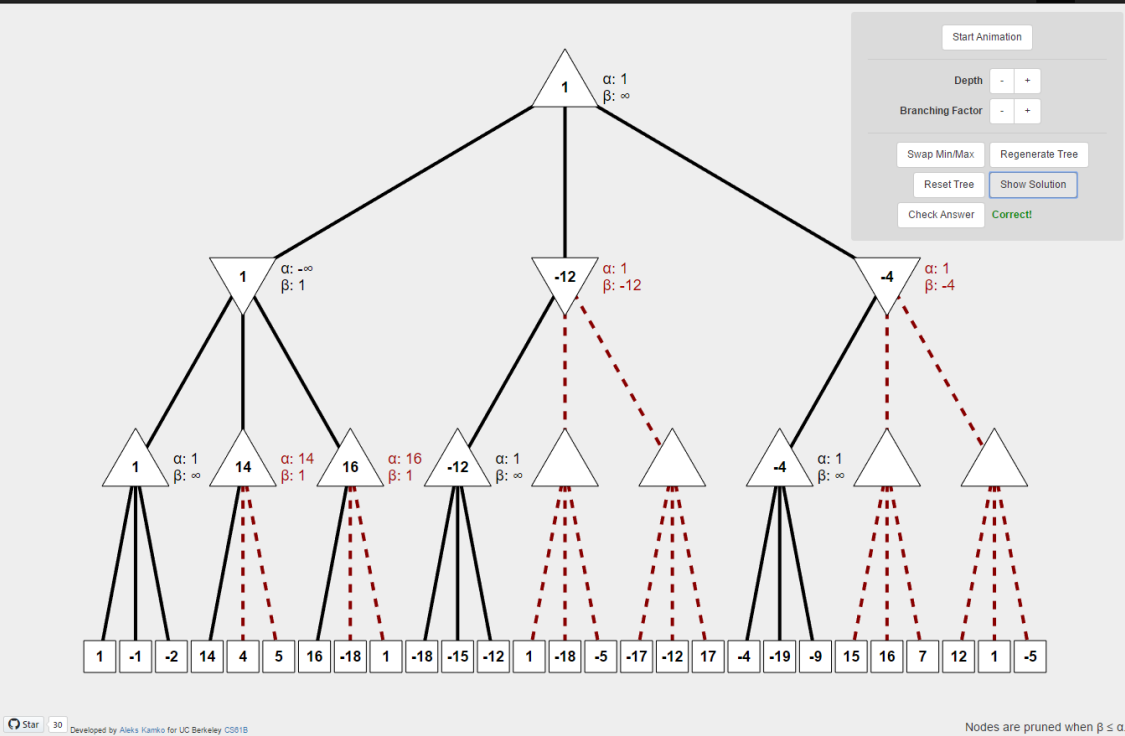 Start Animation
Depth - +
Branching Factor - +
Swap Min/Max Regenerate Tree
Reset Tree Show Solution
Check Answer Correct!
1 α: 1
β: ∞
1 α: -∞
β: 1
-12 α: 1
β: -12
-4 α: 1
β: -4
1 α: 1
β: ∞
14 α: 14
β: 1
16 α: 16
β: 1
-12 α: 1
β: ∞
-4 α: 1
β: ∞
1 -1 -2 14 4 5 16 -18 1 -18 -15 -12 1 -18 -5 -17 -12 17 -4 -19 -9 15 16 7 12 1 -5
Star 30 Developed by Aleks Kamko for UC Berkeley CS61B
Nodes are pruned when β ≤ α